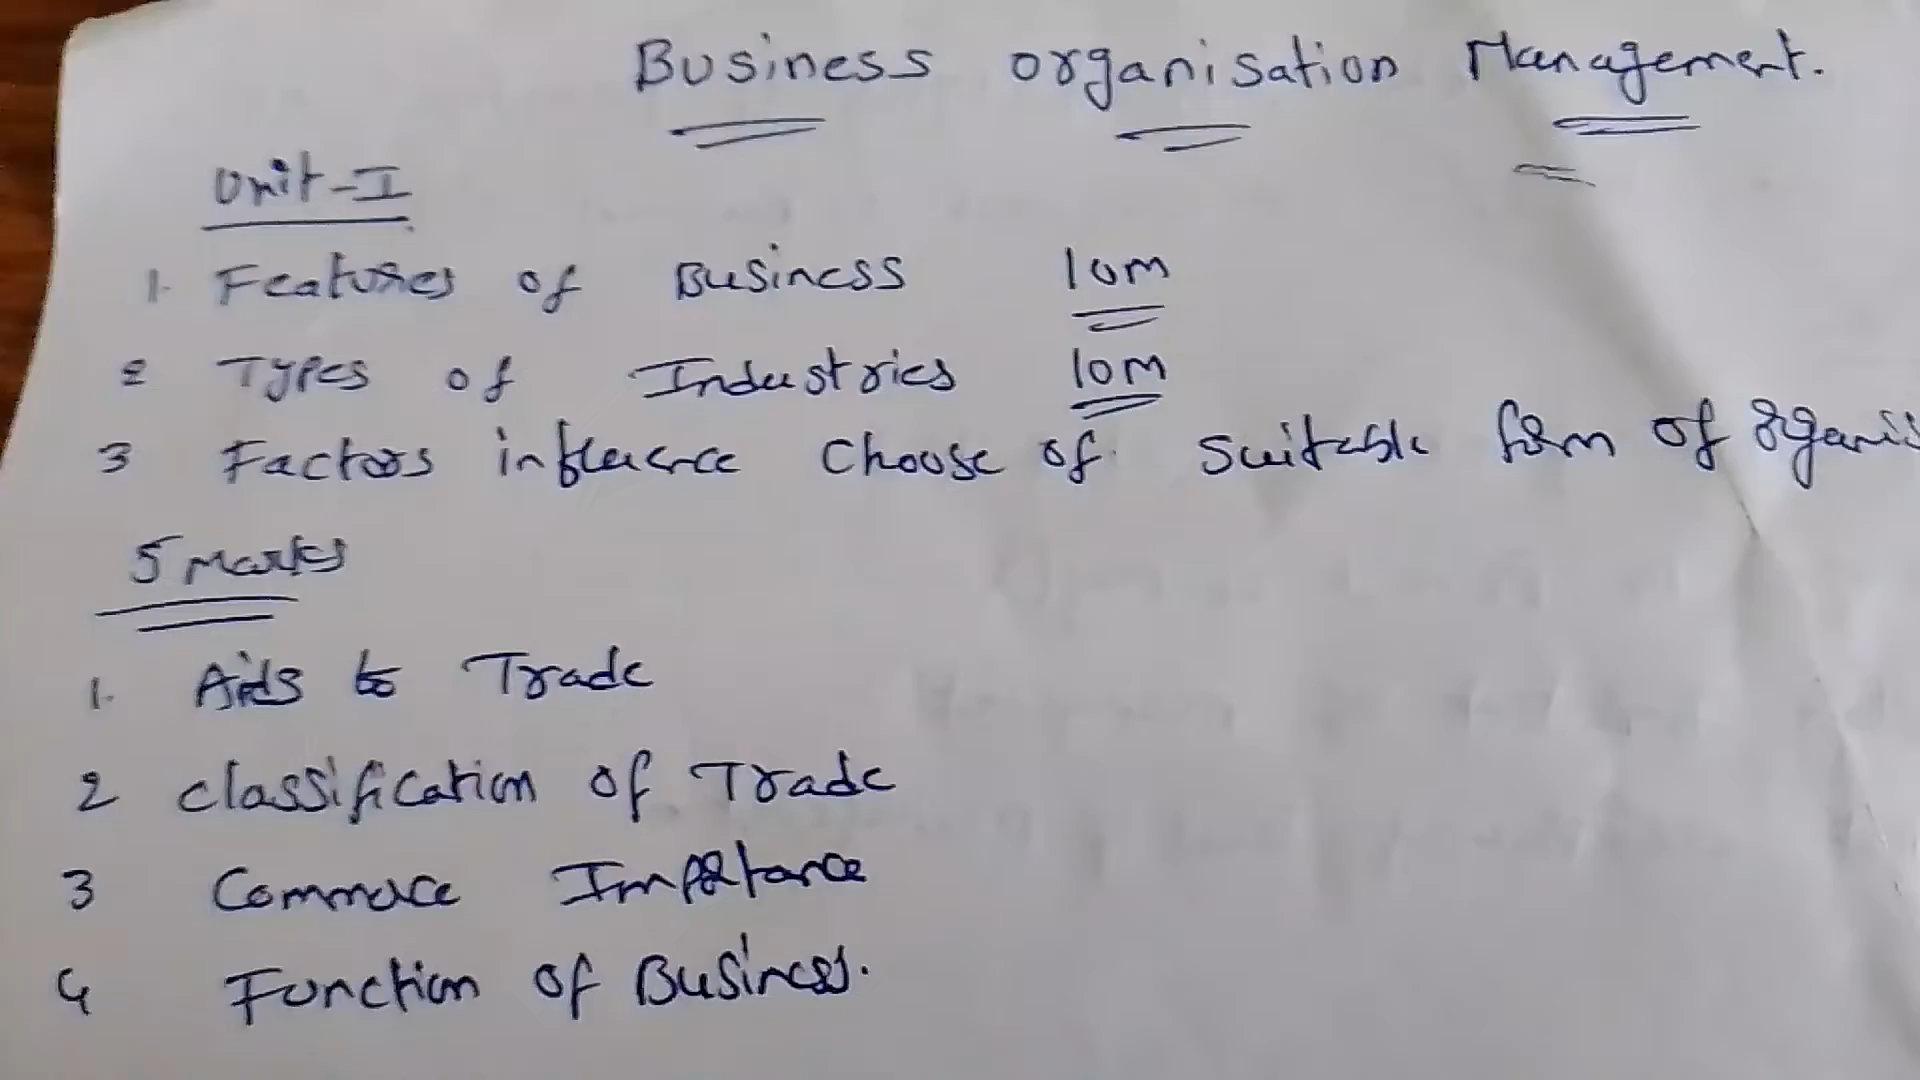 Business organisation Management.
Unit-I
1. Features of Business 10m
2 Types of Industries 10m
3 Factors influence Choose of suitable form of organis
5 marks
1. Aids to Trade
2 classification of Trade
3 Commerce Importance
4 Function of Business.